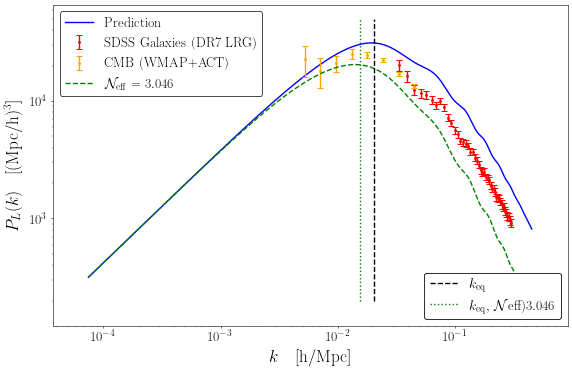 Prediction
SDSS Galaxies (DR7 LRG)
CMB (WMAP+ACT)
𝒩eff = 3.046
P_L(k) [(Mpc/h)³]
10⁴
10³
k_eq
k_eq, 𝒩eff)3.046
10⁻⁴ 10⁻³ 10⁻² 10⁻¹
k [h/Mpc]